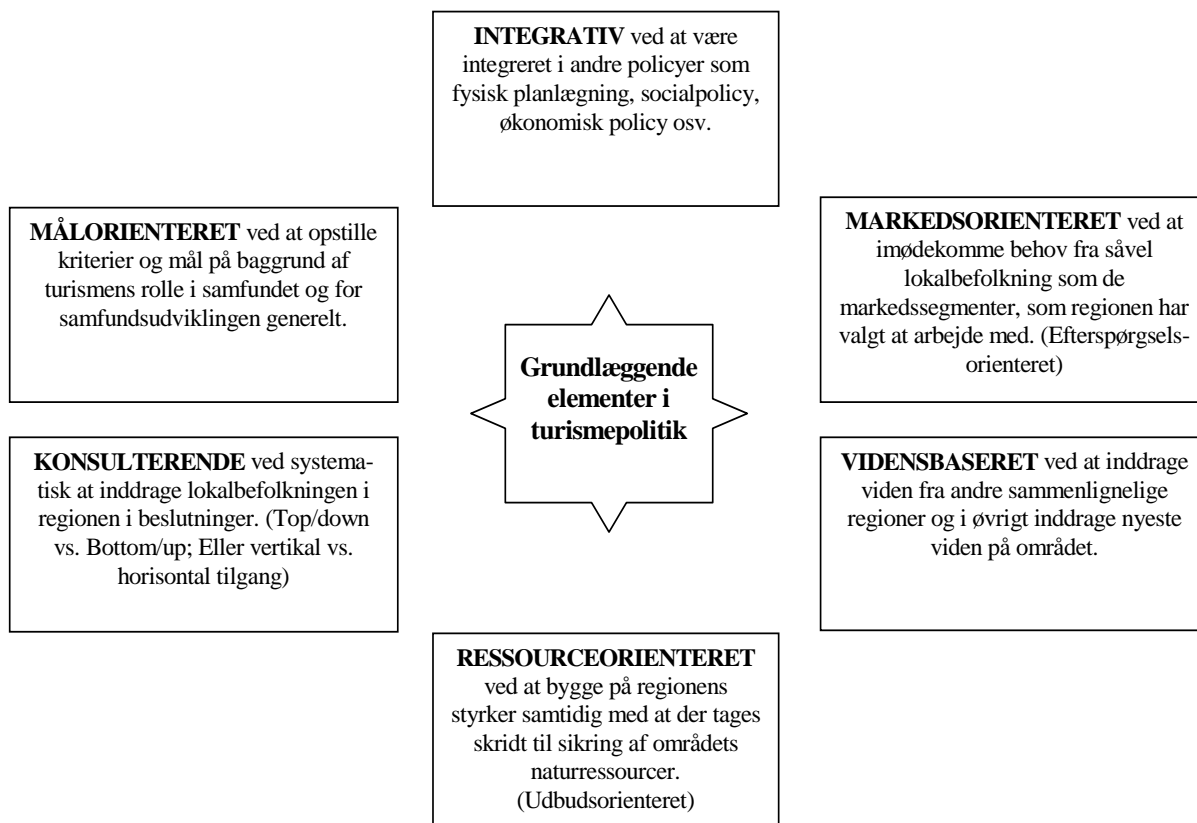 INTEGRATIV ved at være
integreret i andre policyer som
fysisk planlægning, socialpolicy,
økonomisk policy osv.
MÅLORIENTERET ved at opstille
kriterier og mål på baggrund af
turismens rolle i samfundet og for
samfundsudviklingen generelt.
MARKEDSORIENTERET ved at
imødekomme behov fra såvel
lokalbefolkning som de
markedssegmenter, som regionen har
valgt at arbejde med. (Efterspørgsels-
orienteret)
Grundlæggende
elementer i
turismepolitik
KONSULTERENDE ved systema-
tisk at inddrage lokalbefolkningen i
regionen i beslutninger. (Top/down
vs. Bottom/up; Eller vertikal vs.
horisontal tilgang)
VIDENSBASERET ved at inddrage
viden fra andre sammenlignelige
regioner og i øvrigt inddrage nyeste
viden på området.
RESSOURCEORIENTERET
ved at bygge på regionens
styrker samtidig med at der tages
skridt til sikring af områdets
naturressourcer.
(Udbudsorienteret)